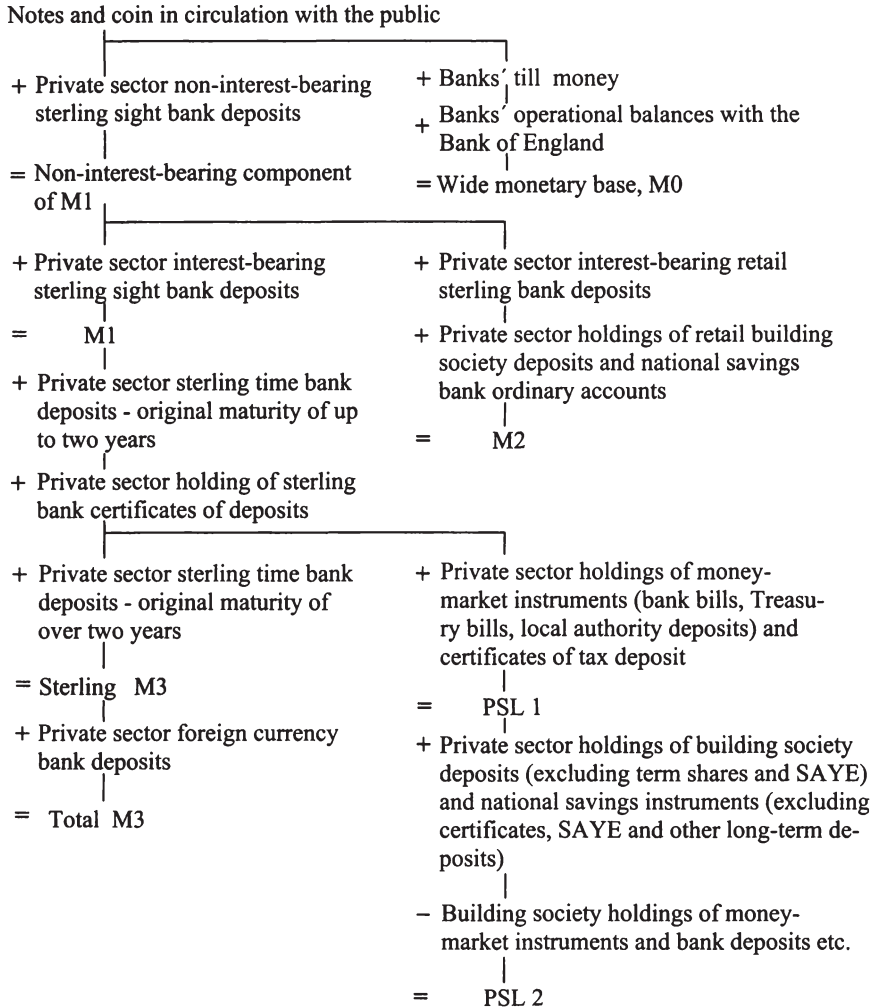 Notes and coin in circulation with the public
+ Private sector non-interest-bearing
sterling sight bank deposits
= Non-interest-bearing component
of M1
+ Banks' till money
+ Banks' operational balances with the
Bank of England
= Wide monetary base, M0
+ Private sector interest-bearing
sterling sight bank deposits
= M1
+ Private sector sterling time bank
deposits - original maturity of up
to two years
+ Private sector holding of sterling
bank certificates of deposits
+ Private sector interest-bearing retail
sterling bank deposits
+ Private sector holdings of retail building
society deposits and national savings
bank ordinary accounts
= M2
+ Private sector sterling time bank
deposits - original maturity of
over two years
= Sterling M3
+ Private sector foreign currency
bank deposits
= Total M3
+ Private sector holdings of money-
market instruments (bank bills, Treasu-
ry bills, local authority deposits) and
certificates of tax deposit
= PSL 1
+ Private sector holdings of building society
deposits (excluding term shares and SAYE)
and national savings instruments (excluding
certificates, SAYE and other long-term de-
posits)
− Building society holdings of money-
market instruments and bank deposits etc.
= PSL 2